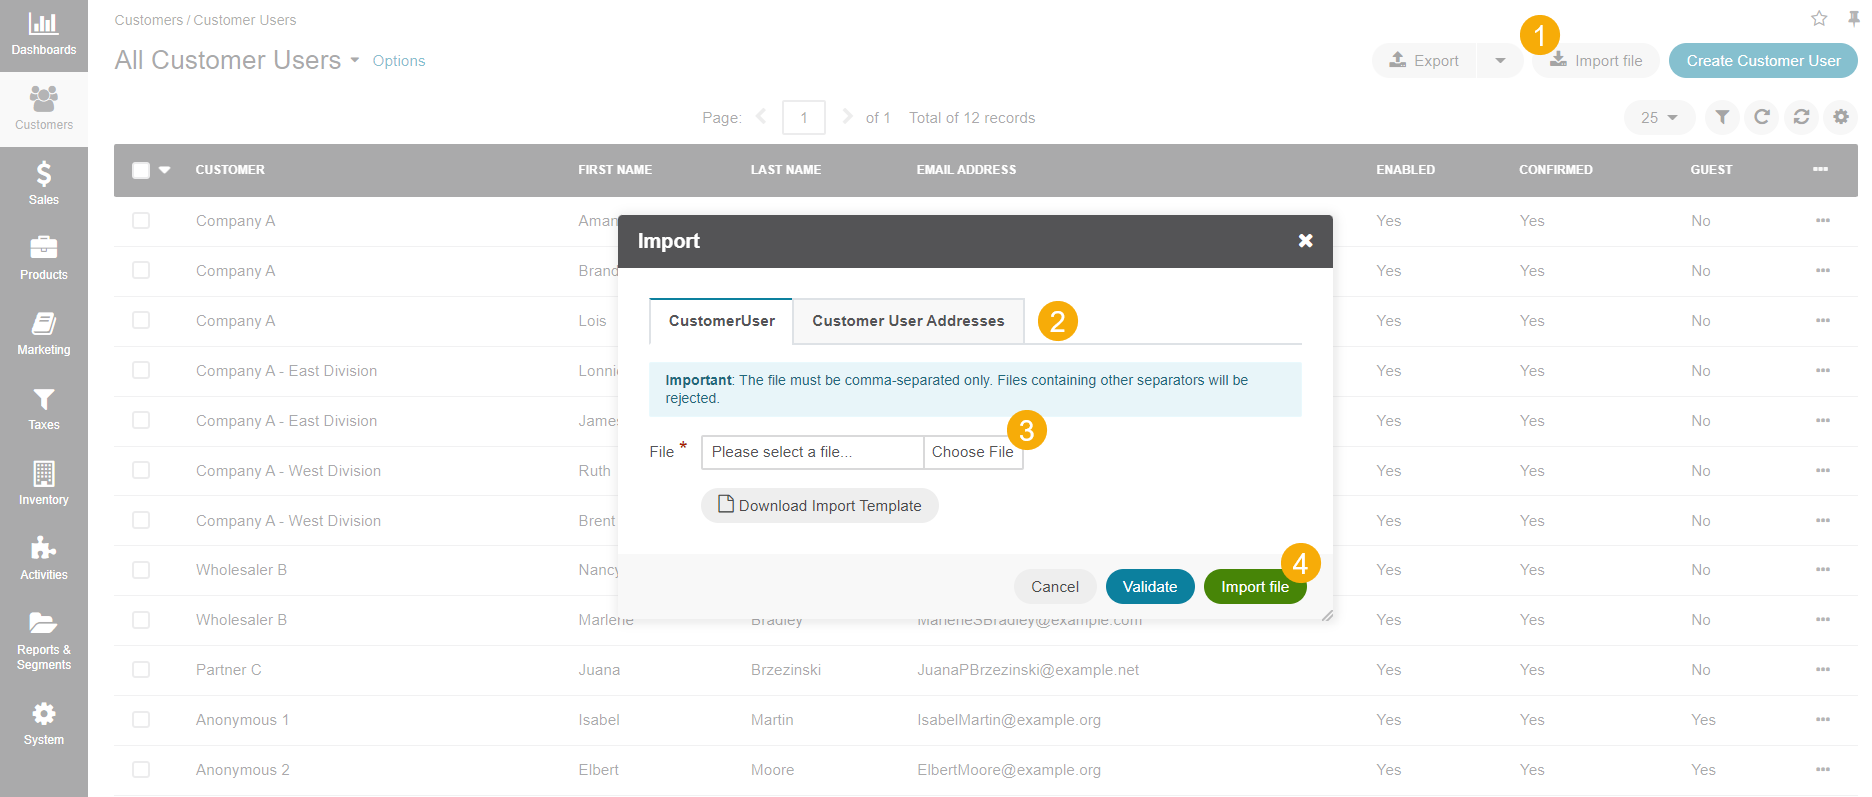 Dashboards
Customers
Sales
Products
Marketing
Taxes
Inventory
Activities
Reports &
Segments
System
Customers / Customer Users
All Customer Users Options
1
Export Import file Create Customer User
Page: 1 of 1 Total of 12 records 25
CUSTOMER FIRST NAME LAST NAME EMAIL ADDRESS ENABLED CONFIRMED GUEST
Company A Yes Yes No
Company A Yes Yes No
Company A Lois Yes Yes No
Company A - East Division Yes Yes No
Company A - East Division Yes Yes No
Company A - West Division Ruth Yes Yes No
Company A - West Division Brent Yes Yes No
Wholesaler B Nancy Yes Yes No
Wholesaler B Marlene Bradley MarleneSBradley@example.com Yes Yes No
Partner C Juana Brzezinski JuanaPBrzezinski@example.net Yes Yes No
Anonymous 1 Isabel Martin IsabelMartin@example.org Yes Yes Yes
Anonymous 2 Elbert Moore ElbertMoore@example.org Yes Yes Yes
Import
CustomerUser Customer User Addresses 2
Important: The file must be comma-separated only. Files containing other separators will be
rejected.
3
File * Please select a file... Choose File
Download Import Template
4
Cancel Validate Import file